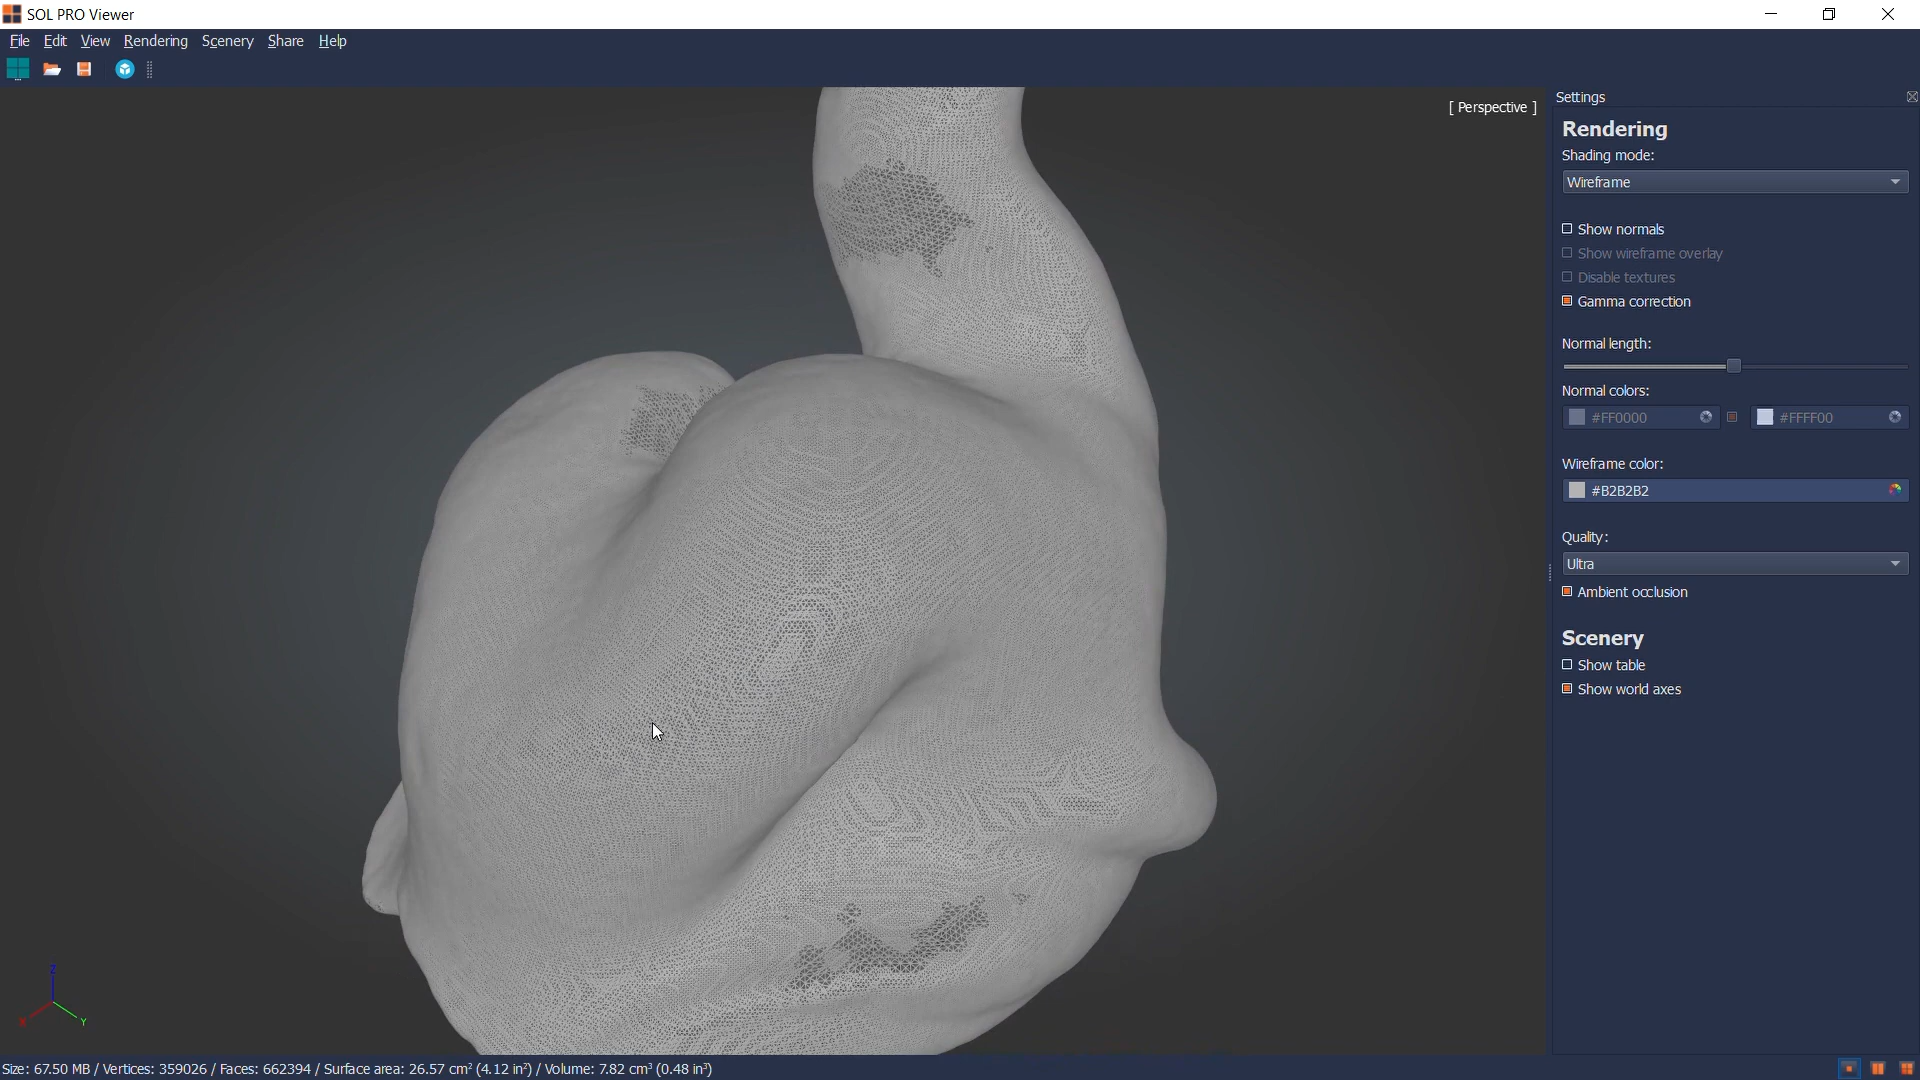 SOL PRO Viewer
File Edit View Rendering Scenery Share Help
[ Perspective ]
Settings
Rendering
Shading mode:
Wireframe
Show normals
Show wireframe overlay
Disable textures
Gamma correction
Normal length:
Normal colors:
#FF0000 #FFFF00
Wireframe color:
#B2B2B2
Quality:
Ultra
Ambient occlusion
Scenery
Show table
Show world axes
Z
X Y
Size: 67.50 MB / Vertices: 359026 / Faces: 662394 / Surface area: 26.57 cm² (4.12 in²) / Volume: 7.82 cm³ (0.48 in³)